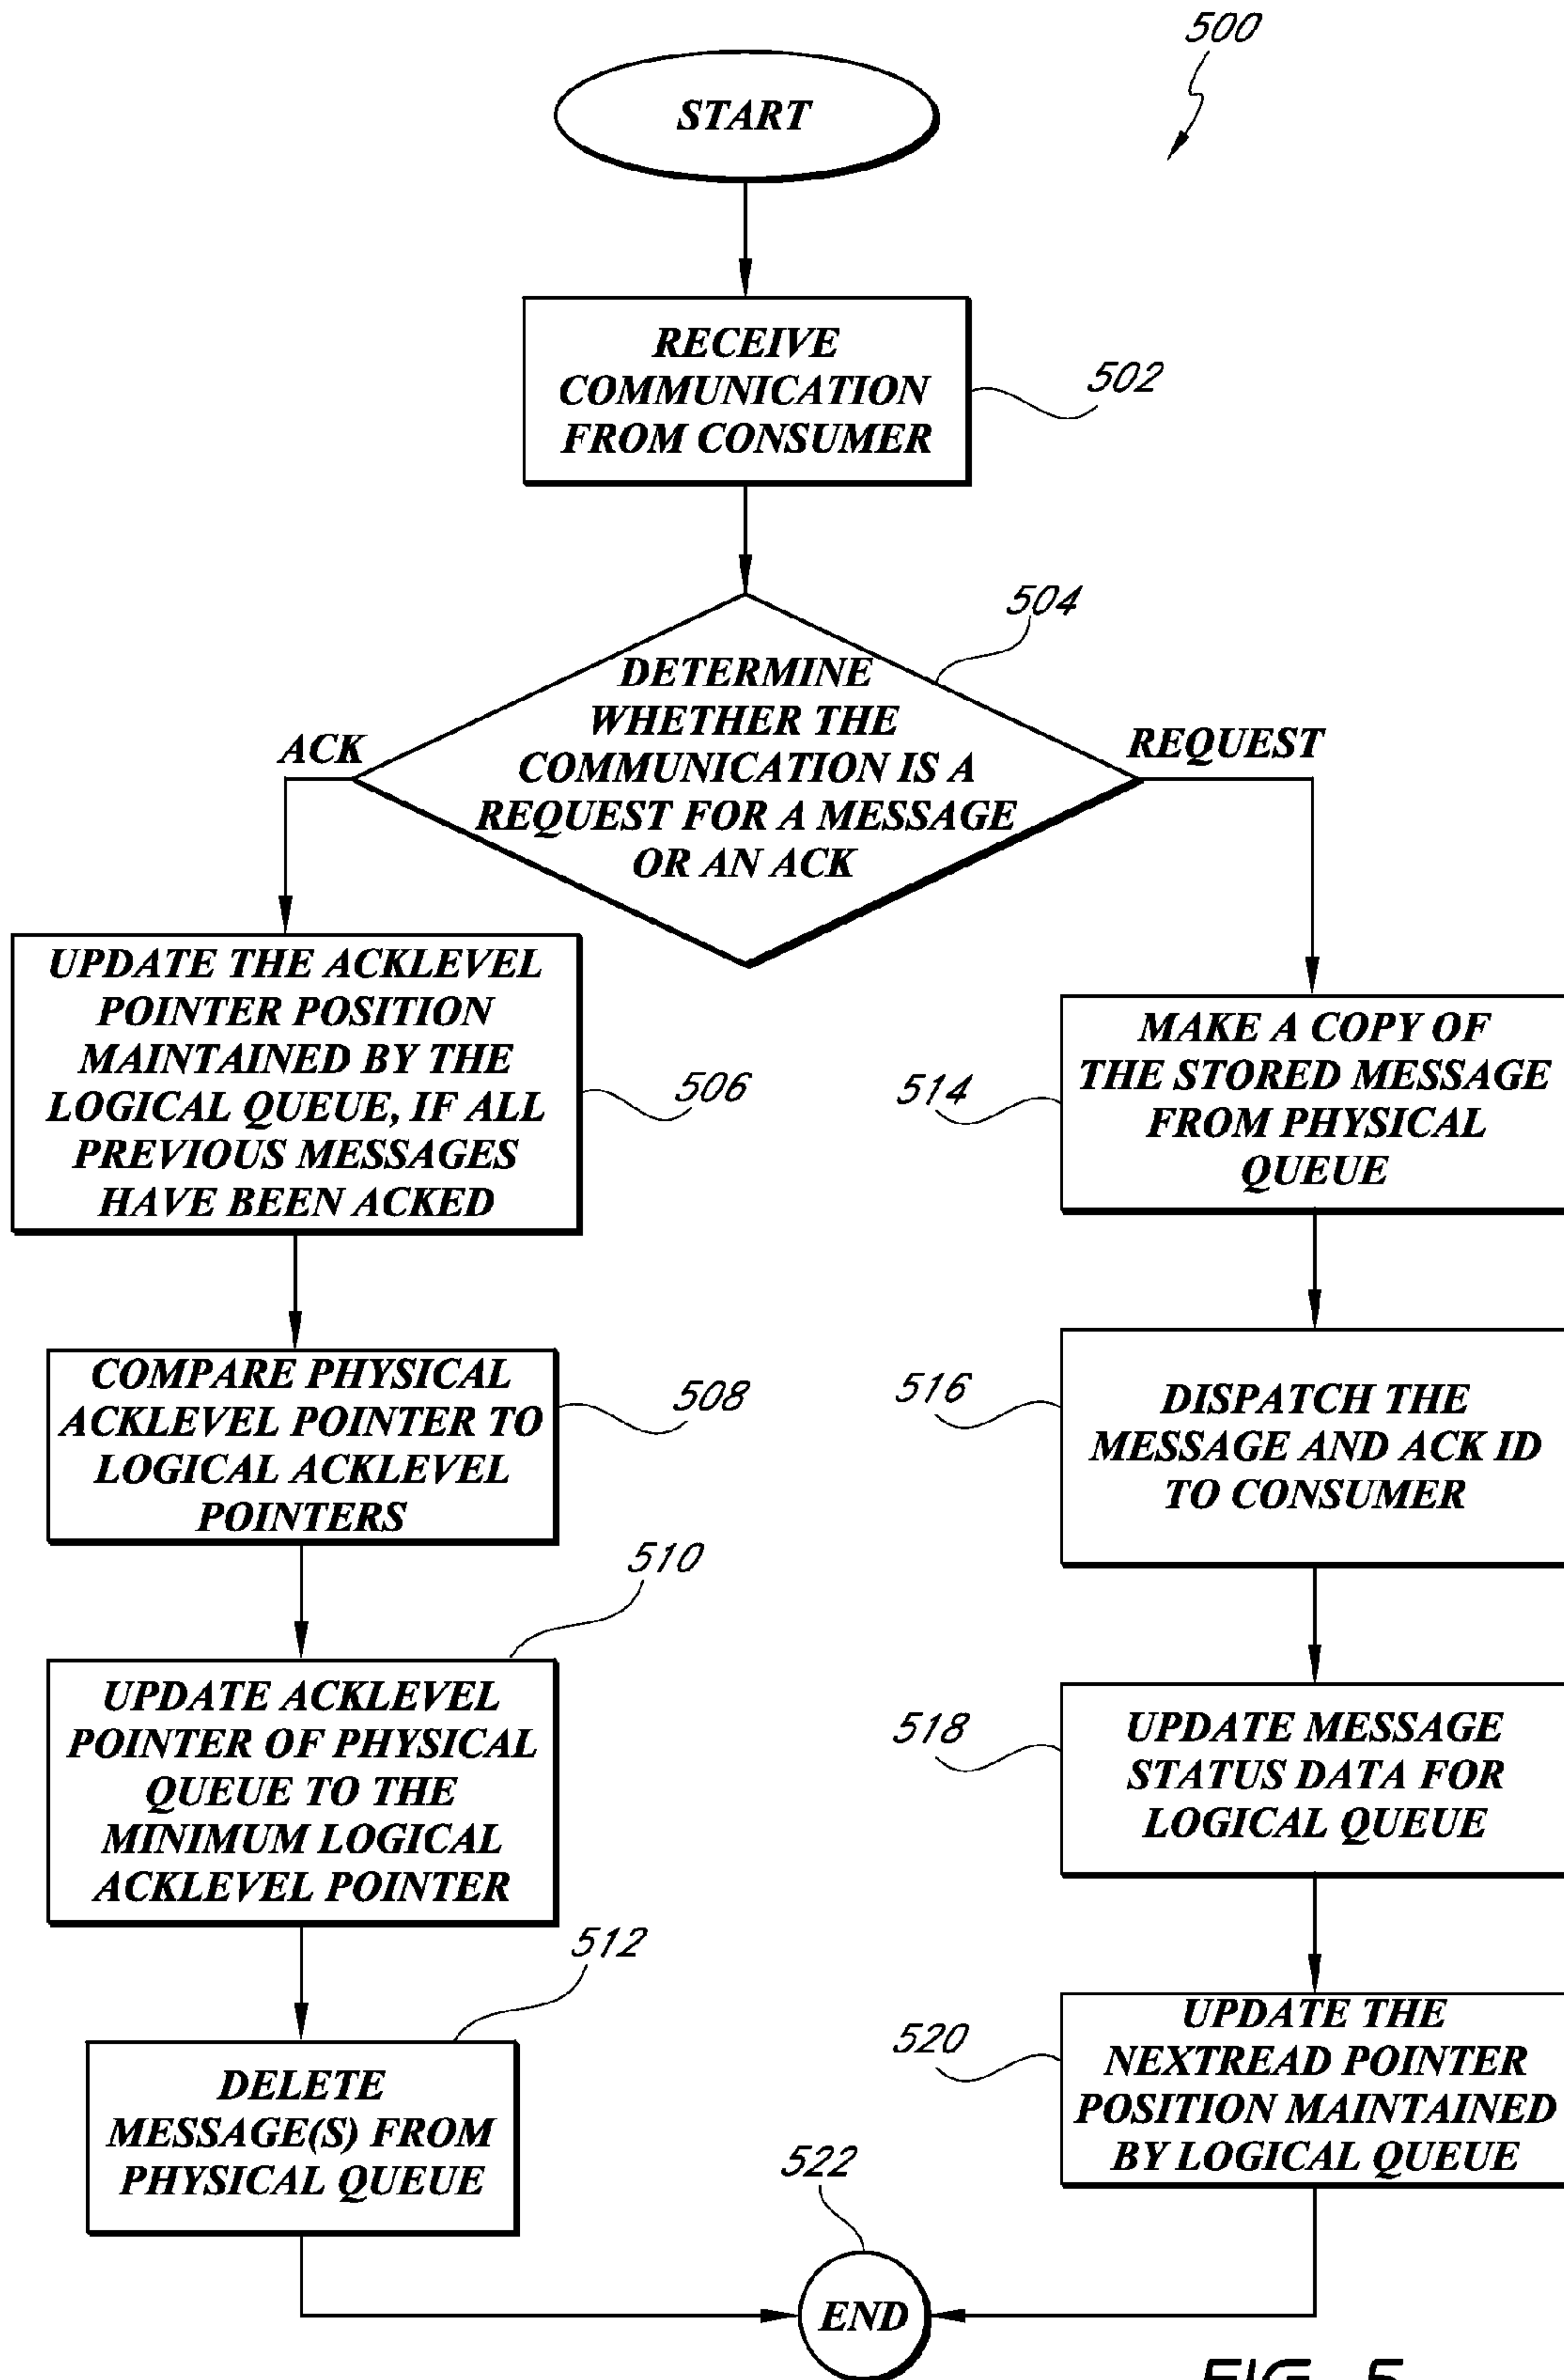 500
START
RECEIVE
COMMUNICATION
FROM CONSUMER
502
504
DETERMINE
WHETHER THE
COMMUNICATION IS A
REQUEST FOR A MESSAGE
OR AN ACK
ACK
REQUEST
UPDATE THE ACKLEVEL
POINTER POSITION
MAINTAINED BY THE
LOGICAL QUEUE, IF ALL
PREVIOUS MESSAGES
HAVE BEEN ACKED
506
COMPARE PHYSICAL
ACKLEVEL POINTER TO
LOGICAL ACKLEVEL
POINTERS
508
510
UPDATE ACKLEVEL
POINTER OF PHYSICAL
QUEUE TO THE
MINIMUM LOGICAL
ACKLEVEL POINTER
512
DELETE
MESSAGE(S) FROM
PHYSICAL QUEUE
514
MAKE A COPY OF
THE STORED MESSAGE
FROM PHYSICAL
QUEUE
516
DISPATCH THE
MESSAGE AND ACK ID
TO CONSUMER
518
UPDATE MESSAGE
STATUS DATA FOR
LOGICAL QUEUE
520
UPDATE THE
NEXTREAD POINTER
POSITION MAINTAINED
BY LOGICAL QUEUE
522
END
FIG. 5